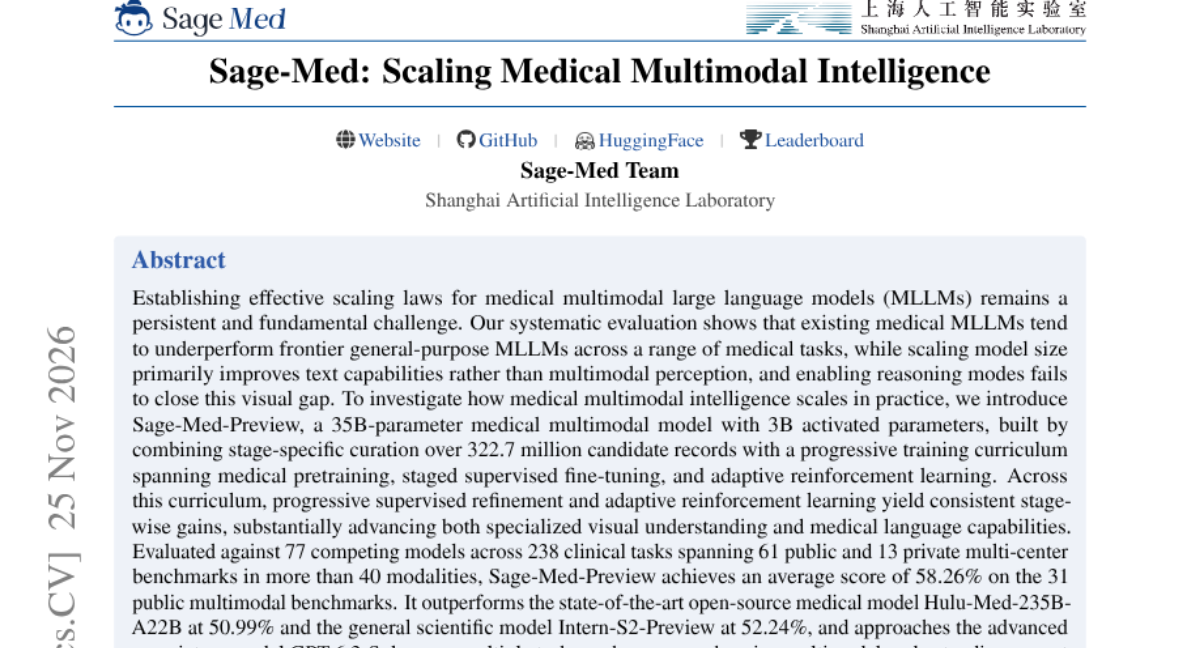 Sage Med
上海人工智能实验室
Shanghai Artificial Intelligence Laboratory
Sage-Med: Scaling Medical Multimodal Intelligence
Website | GitHub | HuggingFace | Leaderboard
Sage-Med Team
Shanghai Artificial Intelligence Laboratory
Abstract
Establishing effective scaling laws for medical multimodal large language models (MLLMs) remains a
persistent and fundamental challenge. Our systematic evaluation shows that existing medical MLLMs tend
to underperform frontier general-purpose MLLMs across a range of medical tasks, while scaling model size
primarily improves text capabilities rather than multimodal perception, and enabling reasoning modes fails
to close this visual gap. To investigate how medical multimodal intelligence scales in practice, we introduce
Sage-Med-Preview, a 35B-parameter medical multimodal model with 3B activated parameters, built by
combining stage-specific curation over 322.7 million candidate records with a progressive training curriculum
spanning medical pretraining, staged supervised fine-tuning, and adaptive reinforcement learning. Across
this curriculum, progressive supervised refinement and adaptive reinforcement learning yield consistent stage-
wise gains, substantially advancing both specialized visual understanding and medical language capabilities.
Evaluated against 77 competing models across 238 clinical tasks spanning 61 public and 13 private multi-center
benchmarks in more than 40 modalities, Sage-Med-Preview achieves an average score of 58.26% on the 31
public multimodal benchmarks. It outperforms the state-of-the-art open-source medical model Hulu-Med-235B-
A22B at 50.99% and the general scientific model Intern-S2-Preview at 52.24%, and approaches the advanced
cs.CV] 25 Nov 2026